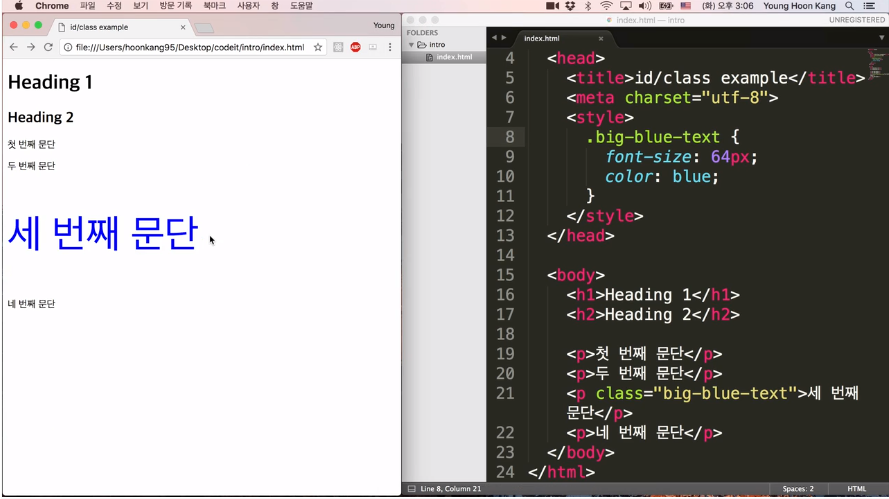 Chrome 파일 수정 보기 방문 기록 북마크 사용자 창 도움말 오후 3:06 Young Hoon Kang
id/class example
Young
file:///Users/hoonkang95/Desktop/codeit/intro/index.html
ABP
Heading 1
Heading 2
첫 번째 문단
두 번째 문단
세 번째 문단
네 번째 문단
index.html — intro
UNREGISTERED
FOLDERS
intro
index.html
index.html
4 <head>
5 <title>id/class example</title>
6 <meta charset="utf-8">
7 <style>
8 .big-blue-text {
9 font-size: 64px;
10 color: blue;
11 }
12 </style>
13 </head>
14
15 <body>
16 <h1>Heading 1</h1>
17 <h2>Heading 2</h2>
18
19 <p>첫 번째 문단</p>
20 <p>두 번째 문단</p>
21 <p class="big-blue-text">세 번째
문단</p>
22 <p>네 번째 문단</p>
23 </body>
24 </html>
Line 8, Column 21
Spaces: 2
HTML